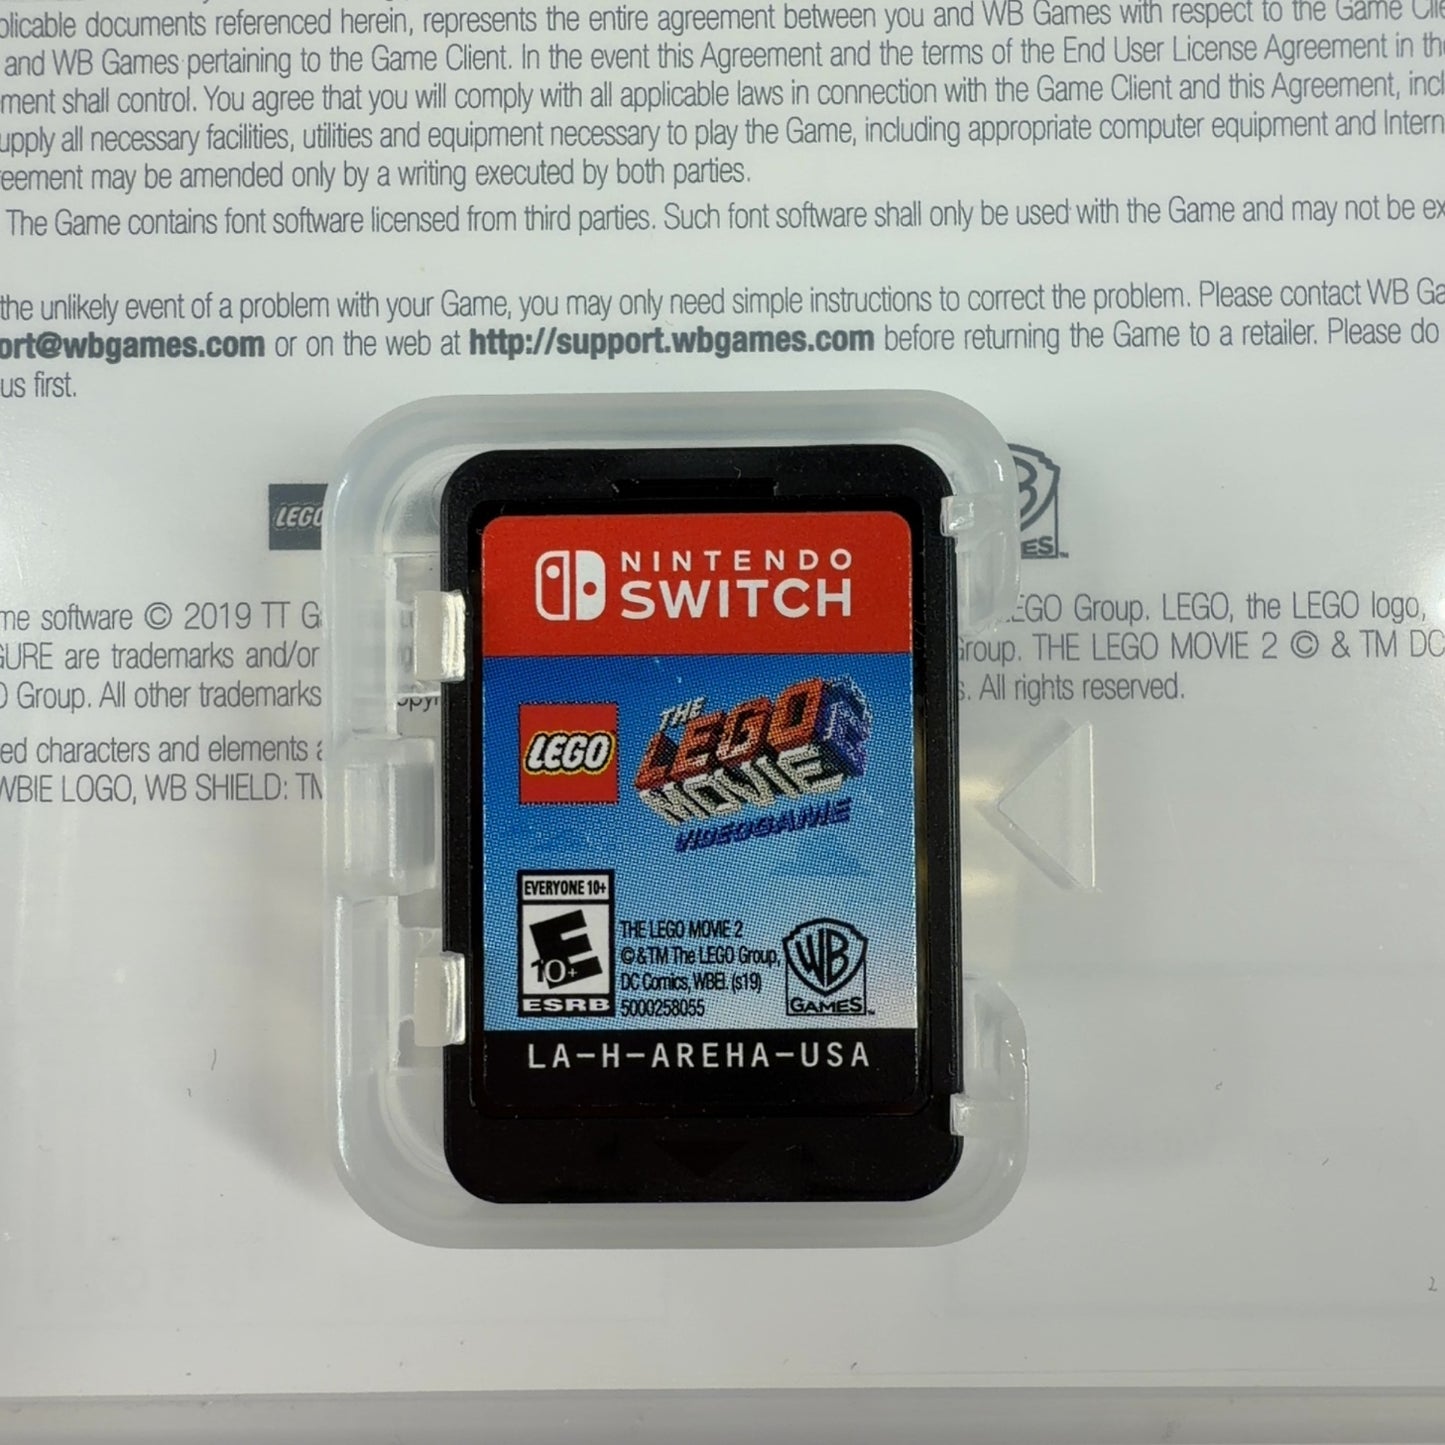 documents referenced herein, represents the entire agreement between you and WB Games with respect to the Game
and WB Games pertaining to the Game Client. In the event this Agreement and the terms of the End User License Agreement in
shall control. You agree that you will comply with all applicable laws in connection with the Game Client and this Agreement,
all necessary facilities, utilities and equipment necessary to play the Game, including appropriate computer equipment and
may be amended only by a writing executed by both parties.
The Game contains font software licensed from third parties. Such font software shall only be used with the Game and may not be
the unlikely event of a problem with your Game, you may only need simple instructions to correct the problem. Please contact WB
ort@wbgames.com or on the web at http://support.wbgames.com before returning the Game to a retailer. Please do
us first.
LEGO
software © 2019 TT
EGO Group. LEGO, the LEGO logo,
GURE are trademarks and/or
Group. THE LEGO MOVIE 2 © & TM DC
Group. All other trademarks
All rights reserved.
characters and elements
WBIE LOGO, WB SHIELD: TM
NINTENDO
SWITCH
LEGO
THE
LEGO
MOVIE 2
VIDEOGAME
EVERYONE 10+
E
10+
ESRB
THE LEGO MOVIE 2
©&TM The LEGO Group,
DC Comics, WBEI. (s19)
5000258055
WB
GAMES
TM
LA-H-AREHA-USA